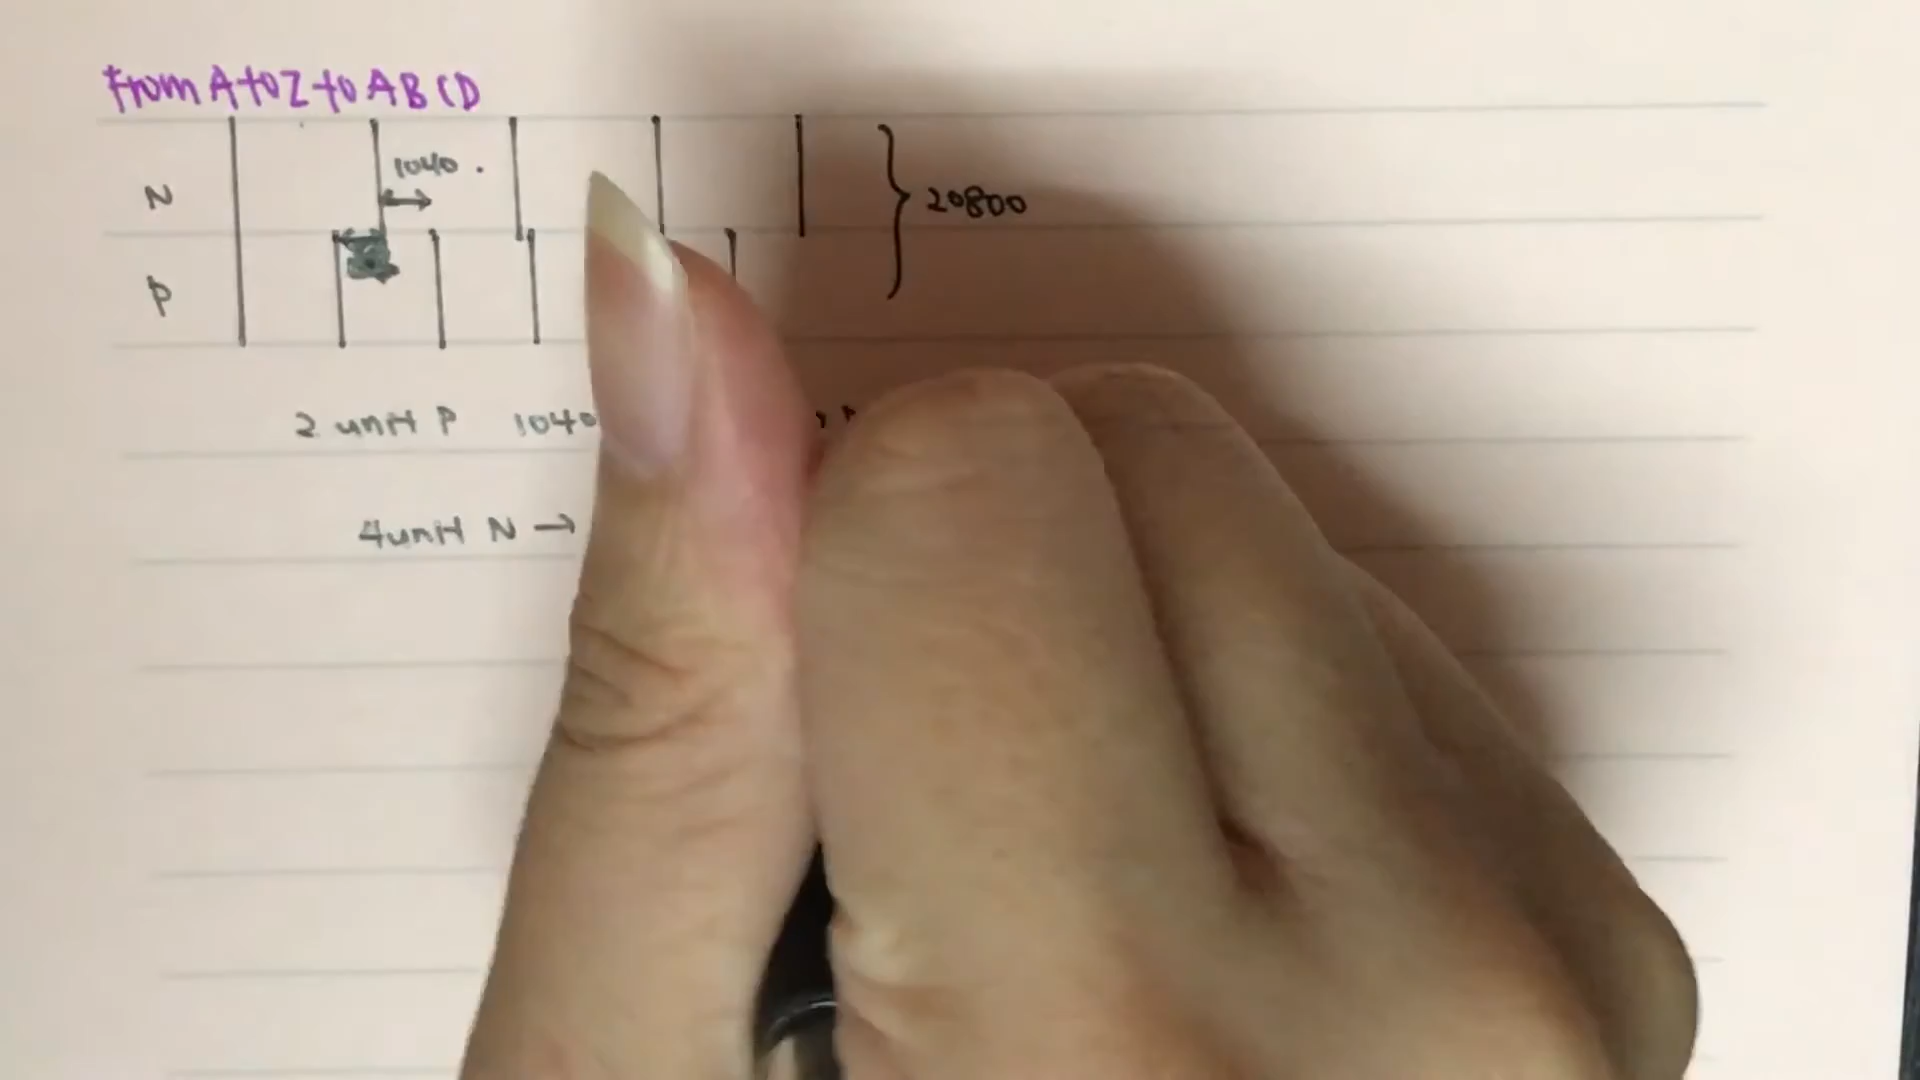 From A to Z to ABCD
1040 .
N
20800
P
2 unit P 1040
4 unit N →